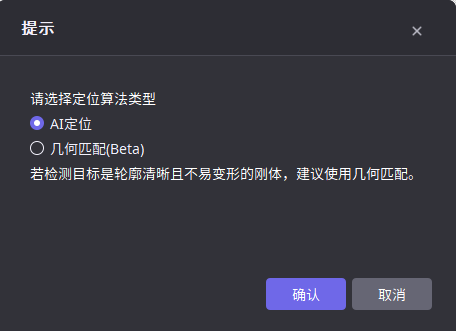 提示
请选择定位算法类型
AI定位
几何匹配(Beta)
若检测目标是轮廓清晰且不易变形的刚体，建议使用几何匹配。
确认
取消